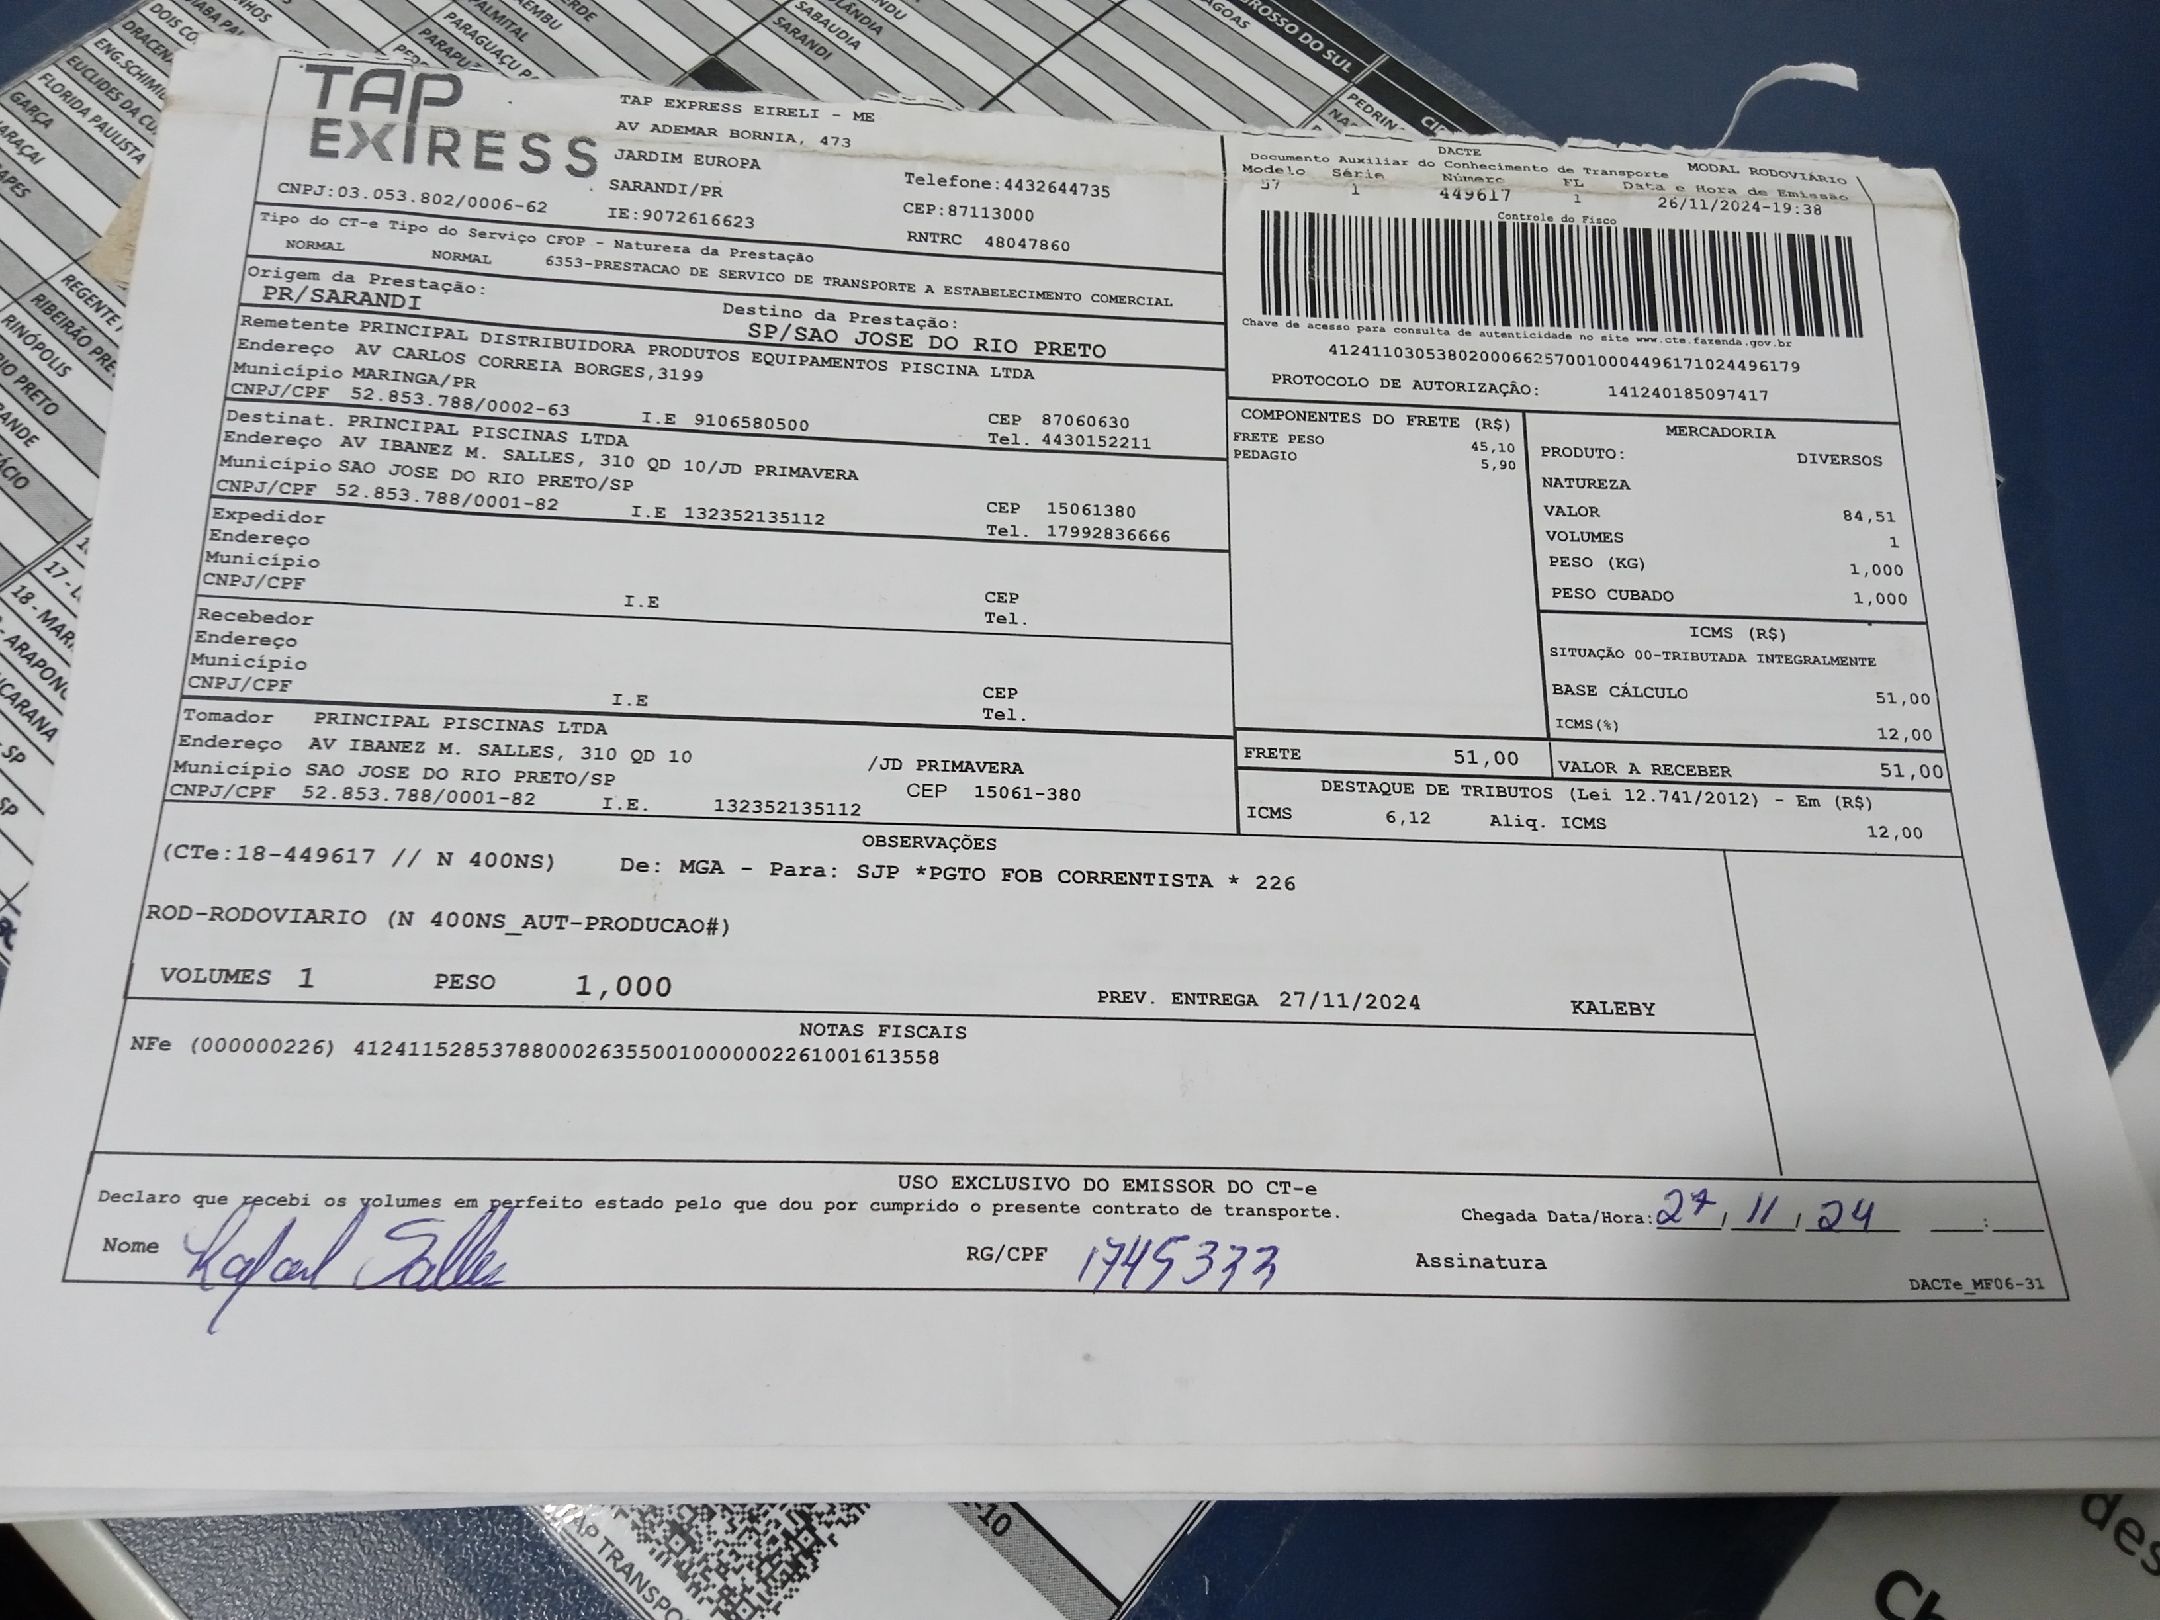 TAP
EXPRESS
TAP EXPRESS EIRELI - ME
AV ADEMAR BORNIA, 473
JARDIM EUROPA
SARANDI/PR
Telefone:4432644735
CNPJ:03.053.802/0006-62
IE:9072616623
CEP:87113000
RNTRC 48047860
DACTE
Documento Auxiliar do Conhecimento de Transporte MODAL RODOVIÁRIO
Modelo Série Número FL Data e Hora de Emissão
57 1 449617 1 26/11/2024-19:38
Controle do Fisco
Chave de acesso para consulta de autenticidade no site www.cte.fazenda.gov.br
41241103053802000662570010004496171024496179
PROTOCOLO DE AUTORIZAÇÃO: 141240185097417
Tipo do CT-e Tipo do Serviço CFOP - Natureza da Prestação
NORMAL NORMAL 6353-PRESTACAO DE SERVICO DE TRANSPORTE A ESTABELECIMENTO COMERCIAL
Origem da Prestação: Destino da Prestação:
PR/SARANDI SP/SAO JOSE DO RIO PRETO
Remetente PRINCIPAL DISTRIBUIDORA PRODUTOS EQUIPAMENTOS PISCINA LTDA
Endereço AV CARLOS CORREIA BORGES,3199
Município MARINGA/PR CEP 87060630
CNPJ/CPF 52.853.788/0002-63 I.E 9106580500 Tel. 4430152211
Destinat. PRINCIPAL PISCINAS LTDA
Endereço AV IBANEZ M. SALLES, 310 QD 10/JD PRIMAVERA
Município SAO JOSE DO RIO PRETO/SP CEP 15061380
CNPJ/CPF 52.853.788/0001-82 I.E 132352135112 Tel. 17992836666
Expedidor
Endereço
Município CEP
CNPJ/CPF I.E Tel.
Recebedor
Endereço
Município CEP
CNPJ/CPF I.E Tel.
Tomador PRINCIPAL PISCINAS LTDA
Endereço AV IBANEZ M. SALLES, 310 QD 10 /JD PRIMAVERA
Município SAO JOSE DO RIO PRETO/SP CEP 15061-380
CNPJ/CPF 52.853.788/0001-82 I.E. 132352135112
COMPONENTES DO FRETE (R$)
FRETE PESO 45,10
PEDAGIO 5,90
MERCADORIA
PRODUTO: DIVERSOS
NATUREZA
VALOR 84,51
VOLUMES 1
PESO (KG) 1,000
PESO CUBADO 1,000
ICMS (R$)
SITUAÇÃO 00-TRIBUTADA INTEGRALMENTE
BASE CÁLCULO 51,00
ICMS(%) 12,00
FRETE 51,00 VALOR A RECEBER 51,00
DESTAQUE DE TRIBUTOS (Lei 12.741/2012) - Em (R$)
ICMS 6,12 Aliq. ICMS 12,00
OBSERVAÇÕES
(CTe:18-449617 // N 400NS) De: MGA - Para: SJP *PGTO FOB CORRENTISTA * 226
ROD-RODOVIARIO (N 400NS_AUT-PRODUCAO#)
VOLUMES 1 PESO 1,000 PREV. ENTREGA 27/11/2024 KALEBY
NOTAS FISCAIS
NFe (000000226) 41241152853788000263550010000002261001613558
USO EXCLUSIVO DO EMISSOR DO CT-e
Declaro que recebi os volumes em perfeito estado pelo que dou por cumprido o presente contrato de transporte. Chegada Data/Hora: 27, 11, 24 :
Nome Rafael Salles RG/CPF 1745333 Assinatura
DACTe_MF06-31
DRACENA
FLORIDA PAULISTA
GARÇA
PALMITAL
SABAUDIA
SARANDI
ROSSO DO SUL
RINÓPOLIS